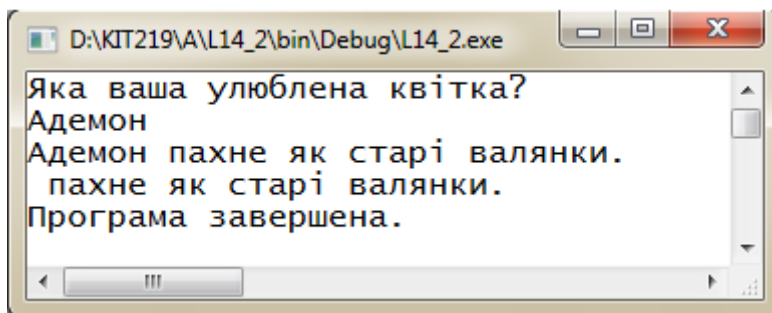 D:\KIT219\A\L14_2\bin\Debug\L14_2.exe
Яка ваша улюблена квітка?
Адемон
Адемон пахне як старі валянки.
 пахне як старі валянки.
Програма завершена.